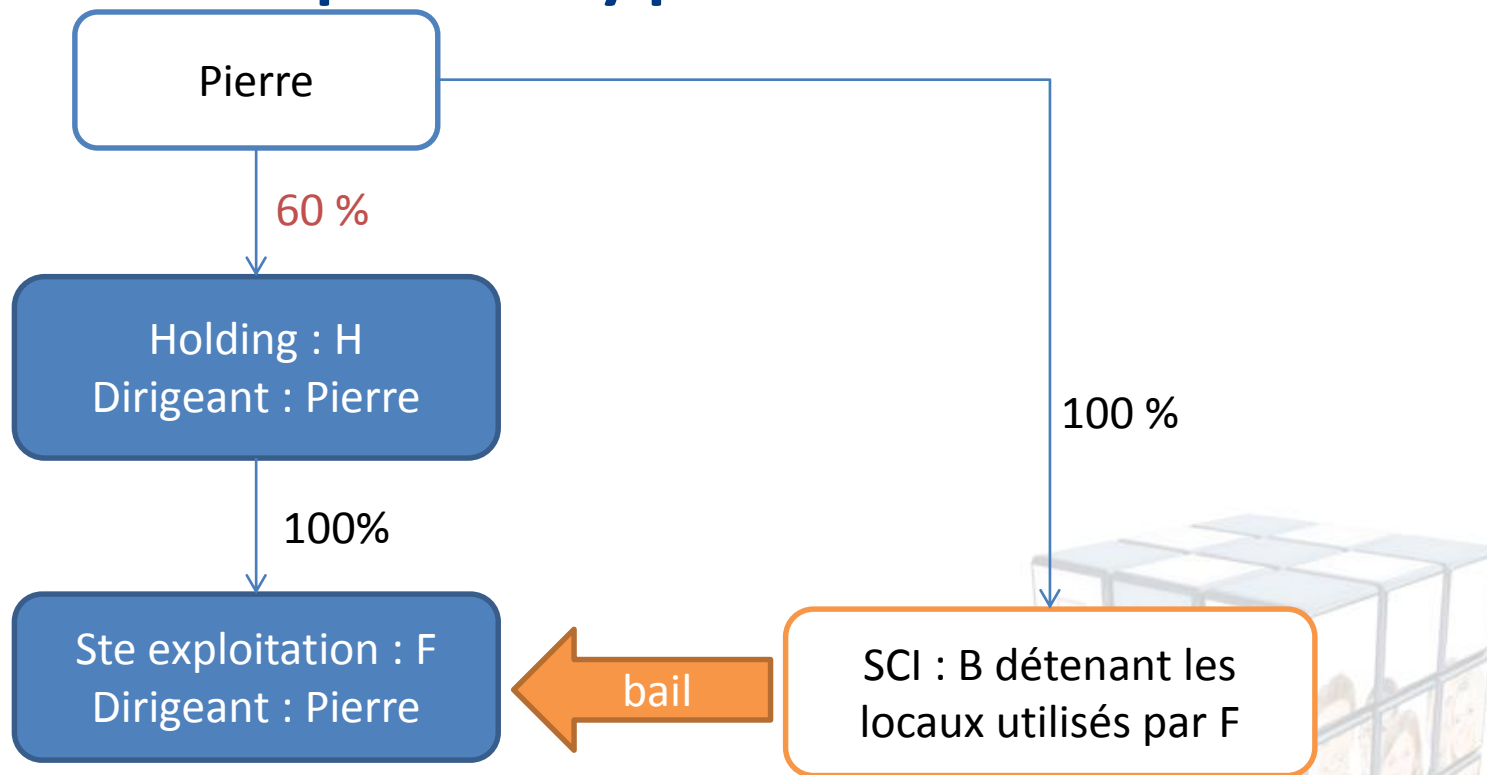 Pierre
60 %
Holding : H
Dirigeant : Pierre
100 %
100%
Ste exploitation : F
Dirigeant : Pierre
bail
SCI : B détenant les
locaux utilisés par F